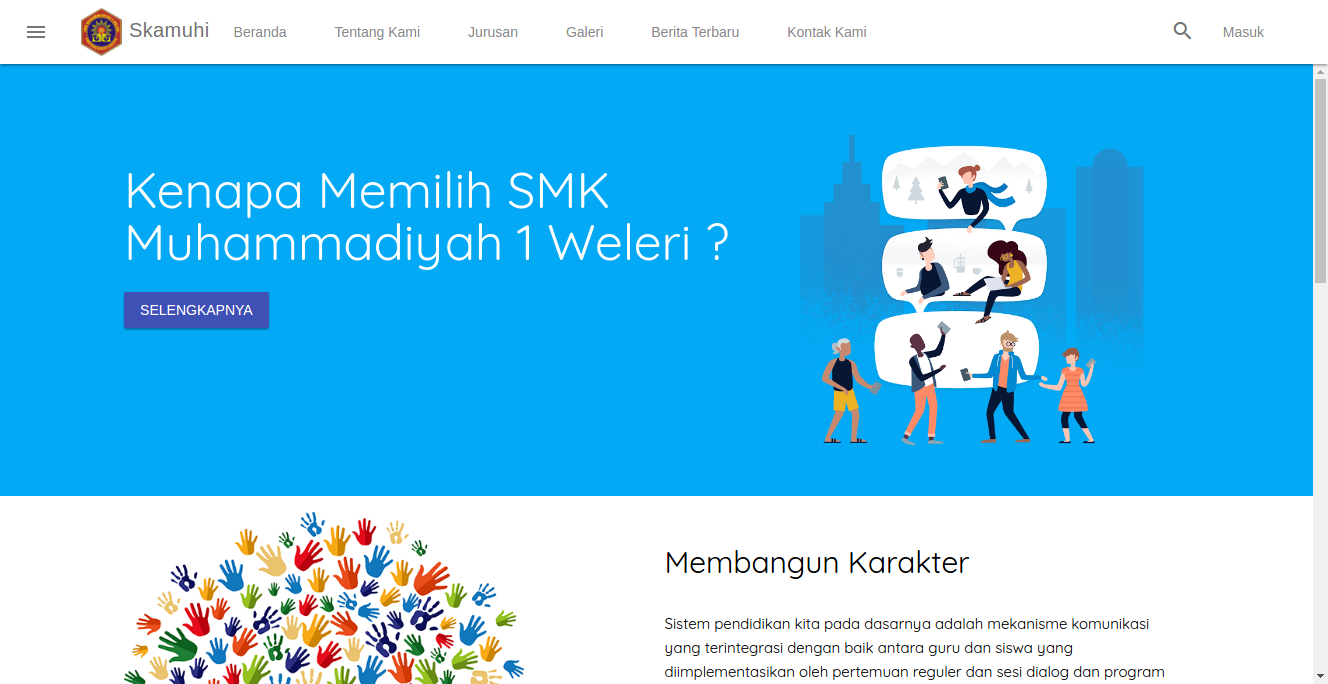 Skamuhi
Beranda
Tentang Kami
Jurusan
Galeri
Berita Terbaru
Kontak Kami
Masuk
Kenapa Memilih SMK
Muhammadiyah 1 Weleri ?
SELENGKAPNYA
Membangun Karakter
Sistem pendidikan kita pada dasarnya adalah mekanisme komunikasi
yang terintegrasi dengan baik antara guru dan siswa yang
diimplementasikan oleh pertemuan reguler dan sesi dialog dan program